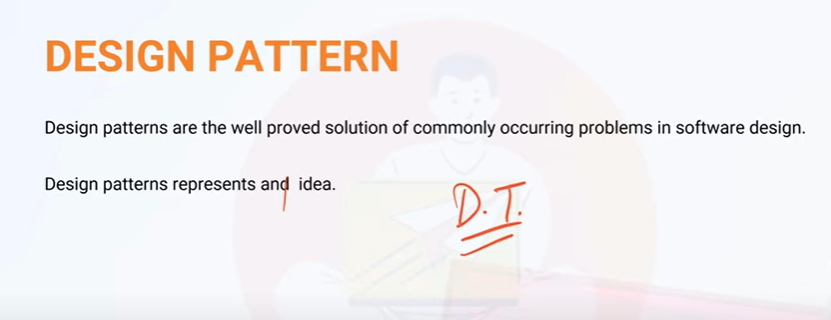 DESIGN PATTERN
Design patterns are the well proved solution of commonly occurring problems in software design.
Design patterns represents and idea.
D.T.